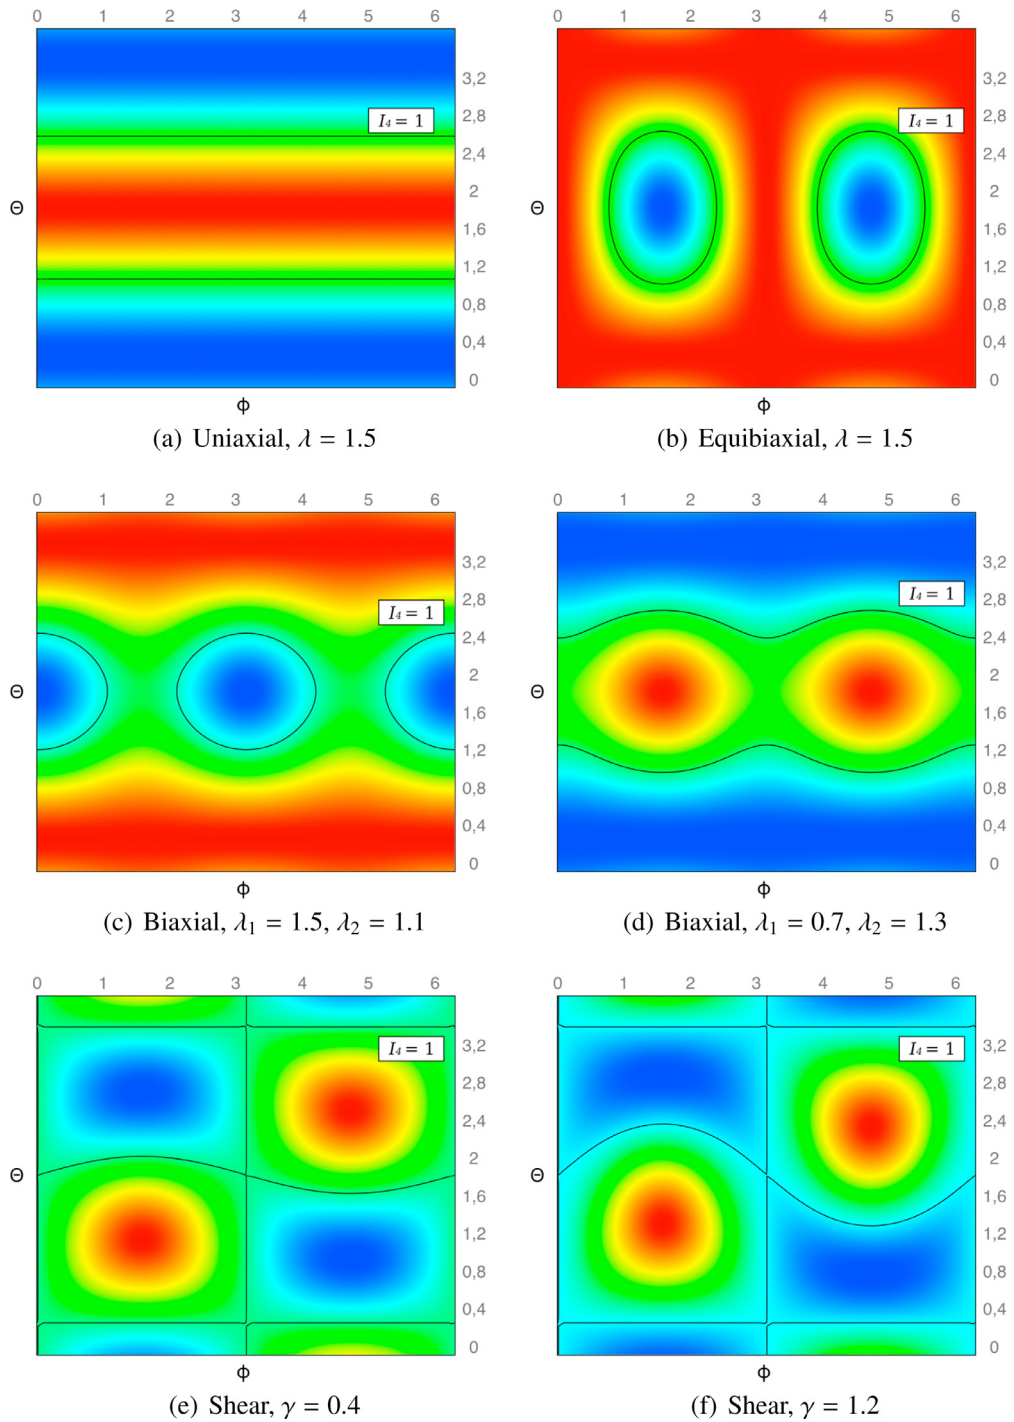 0 1 2 3 4 5 6
0 1 2 3 4 5 6
3,2
2,8
2,4
2
1,6
1,2
0,8
0,4
0
I₄ = 1
Θ
Φ
3,2
2,8
2,4
2
1,6
1,2
0,8
0,4
0
I₄ = 1
Θ
Φ
(a) Uniaxial, λ = 1.5
(b) Equibiaxial, λ = 1.5
0 1 2 3 4 5 6
0 1 2 3 4 5 6
3,2
2,8
2,4
2
1,6
1,2
0,8
0,4
0
I₄ = 1
Θ
Φ
3,2
2,8
2,4
2
1,6
1,2
0,8
0,4
0
I₄ = 1
Θ
Φ
(c) Biaxial, λ₁ = 1.5, λ₂ = 1.1
(d) Biaxial, λ₁ = 0.7, λ₂ = 1.3
0 1 2 3 4 5 6
0 1 2 3 4 5 6
3,2
2,8
2,4
2
1,6
1,2
0,8
0,4
0
I₄ = 1
Θ
Φ
3,2
2,8
2,4
2
1,6
1,2
0,8
0,4
0
I₄ = 1
Θ
Φ
(e) Shear, γ = 0.4
(f) Shear, γ = 1.2